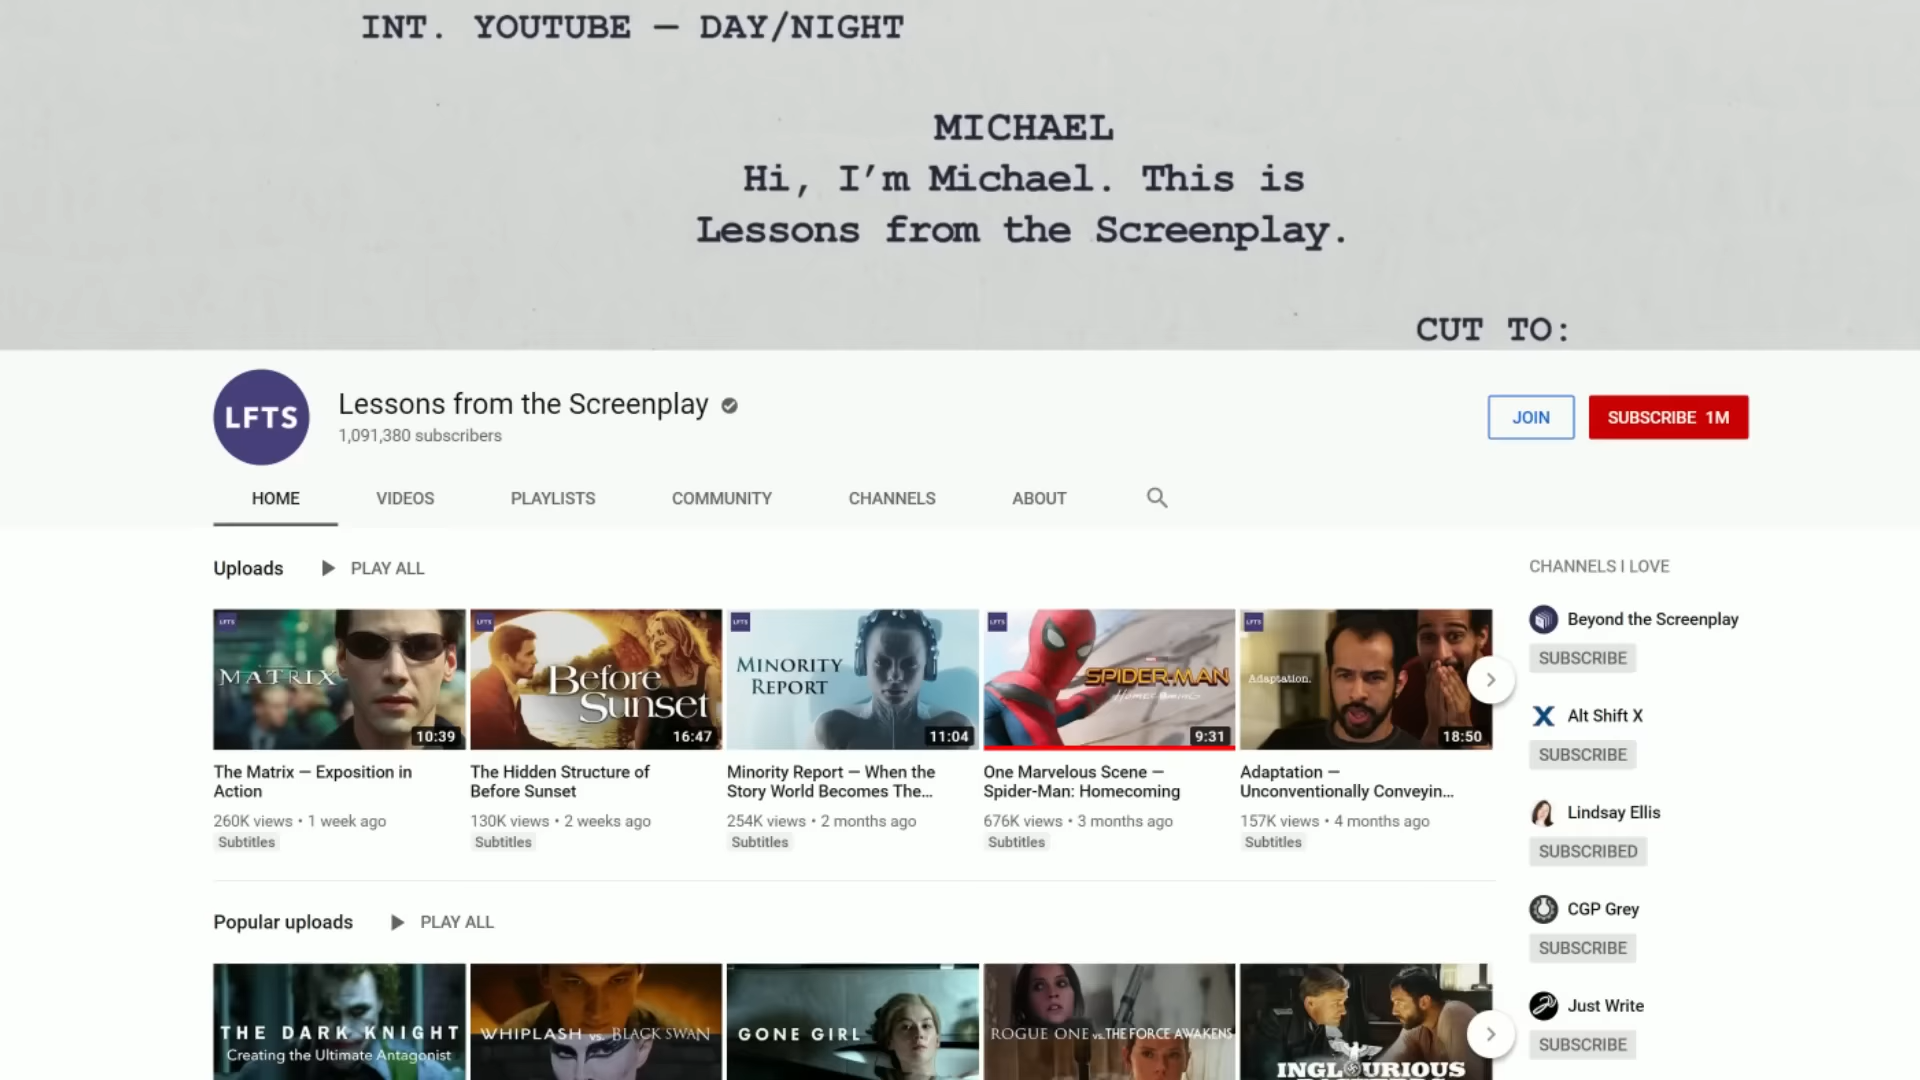 INT. YOUTUBE — DAY/NIGHT
MICHAEL
Hi, I’m Michael. This is
Lessons from the Screenplay.
CUT TO:
LFTS
Lessons from the Screenplay
1,091,380 subscribers
JOIN
SUBSCRIBE 1M
HOME
VIDEOS
PLAYLISTS
COMMUNITY
CHANNELS
ABOUT
Uploads
PLAY ALL
LFTS
MATRIX
10:39
The Matrix — Exposition in
Action
260K views • 1 week ago
Subtitles
LFTS
Before
Sunset
16:47
The Hidden Structure of
Before Sunset
130K views • 2 weeks ago
Subtitles
LFTS
MINORITY
REPORT
11:04
Minority Report — When the
Story World Becomes The...
254K views • 2 months ago
Subtitles
LFTS
SPIDER-MAN
HOMECOMING
9:31
One Marvelous Scene —
Spider-Man: Homecoming
676K views • 3 months ago
Subtitles
LFTS
Adaptation.
18:50
Adaptation —
Unconventionally Conveyin...
157K views • 4 months ago
Subtitles
Popular uploads
PLAY ALL
THE DARK KNIGHT
Creating the Ultimate Antagonist
WHIPLASH vs. BLACK SWAN
GONE GIRL
ROGUE ONE vs. THE FORCE AWAKENS
INGLOURIOUS
CHANNELS I LOVE
Beyond the Screenplay
SUBSCRIBE
Alt Shift X
SUBSCRIBE
Lindsay Ellis
SUBSCRIBED
CGP Grey
SUBSCRIBE
Just Write
SUBSCRIBE